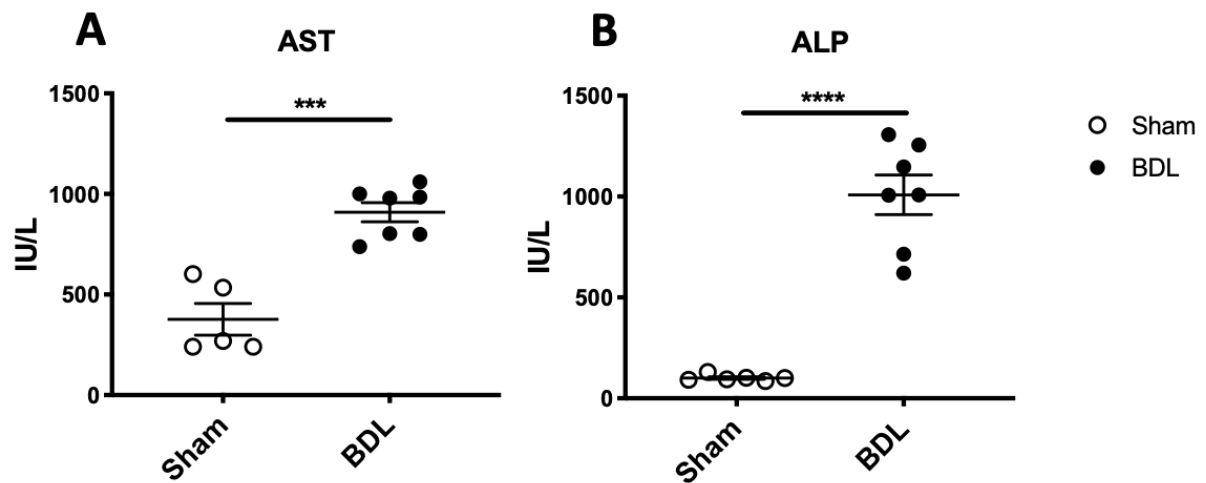 A
AST
1500
***
1000
IU/L
500
0
Sham
BDL
B
ALP
1500
****
1000
IU/L
500
0
Sham
BDL
Sham
BDL